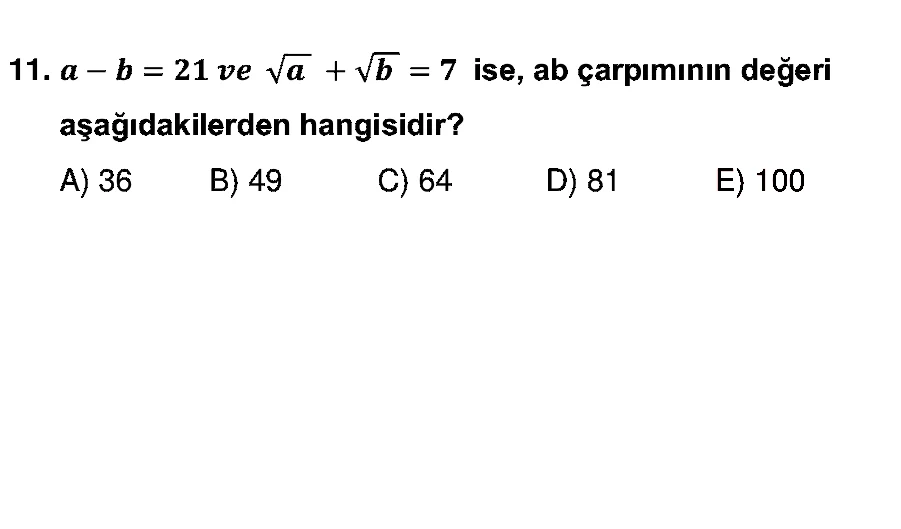 11. a − b = 21 ve √a + √b = 7 ise, ab çarpımının değeri
aşağıdakilerden hangisidir?
A) 36 B) 49 C) 64 D) 81 E) 100